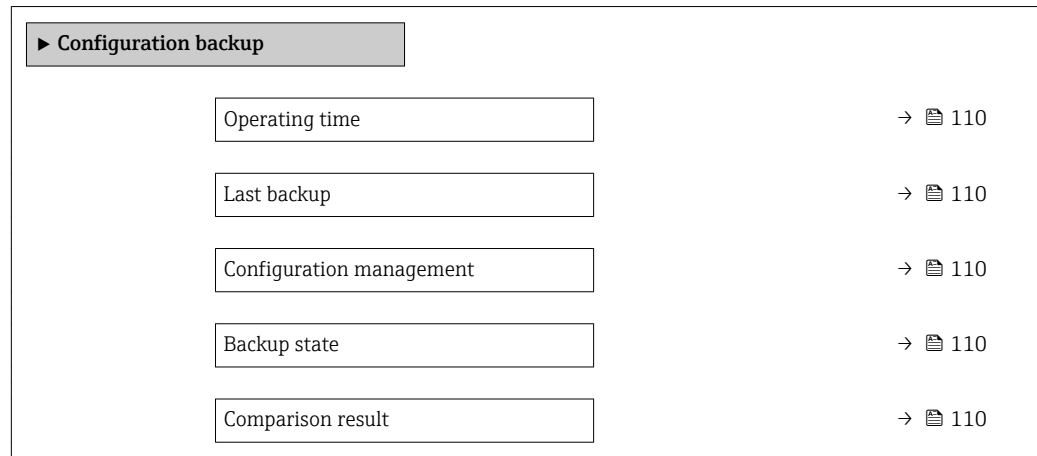 ► Configuration backup
Operating time → 110
Last backup → 110
Configuration management → 110
Backup state → 110
Comparison result → 110